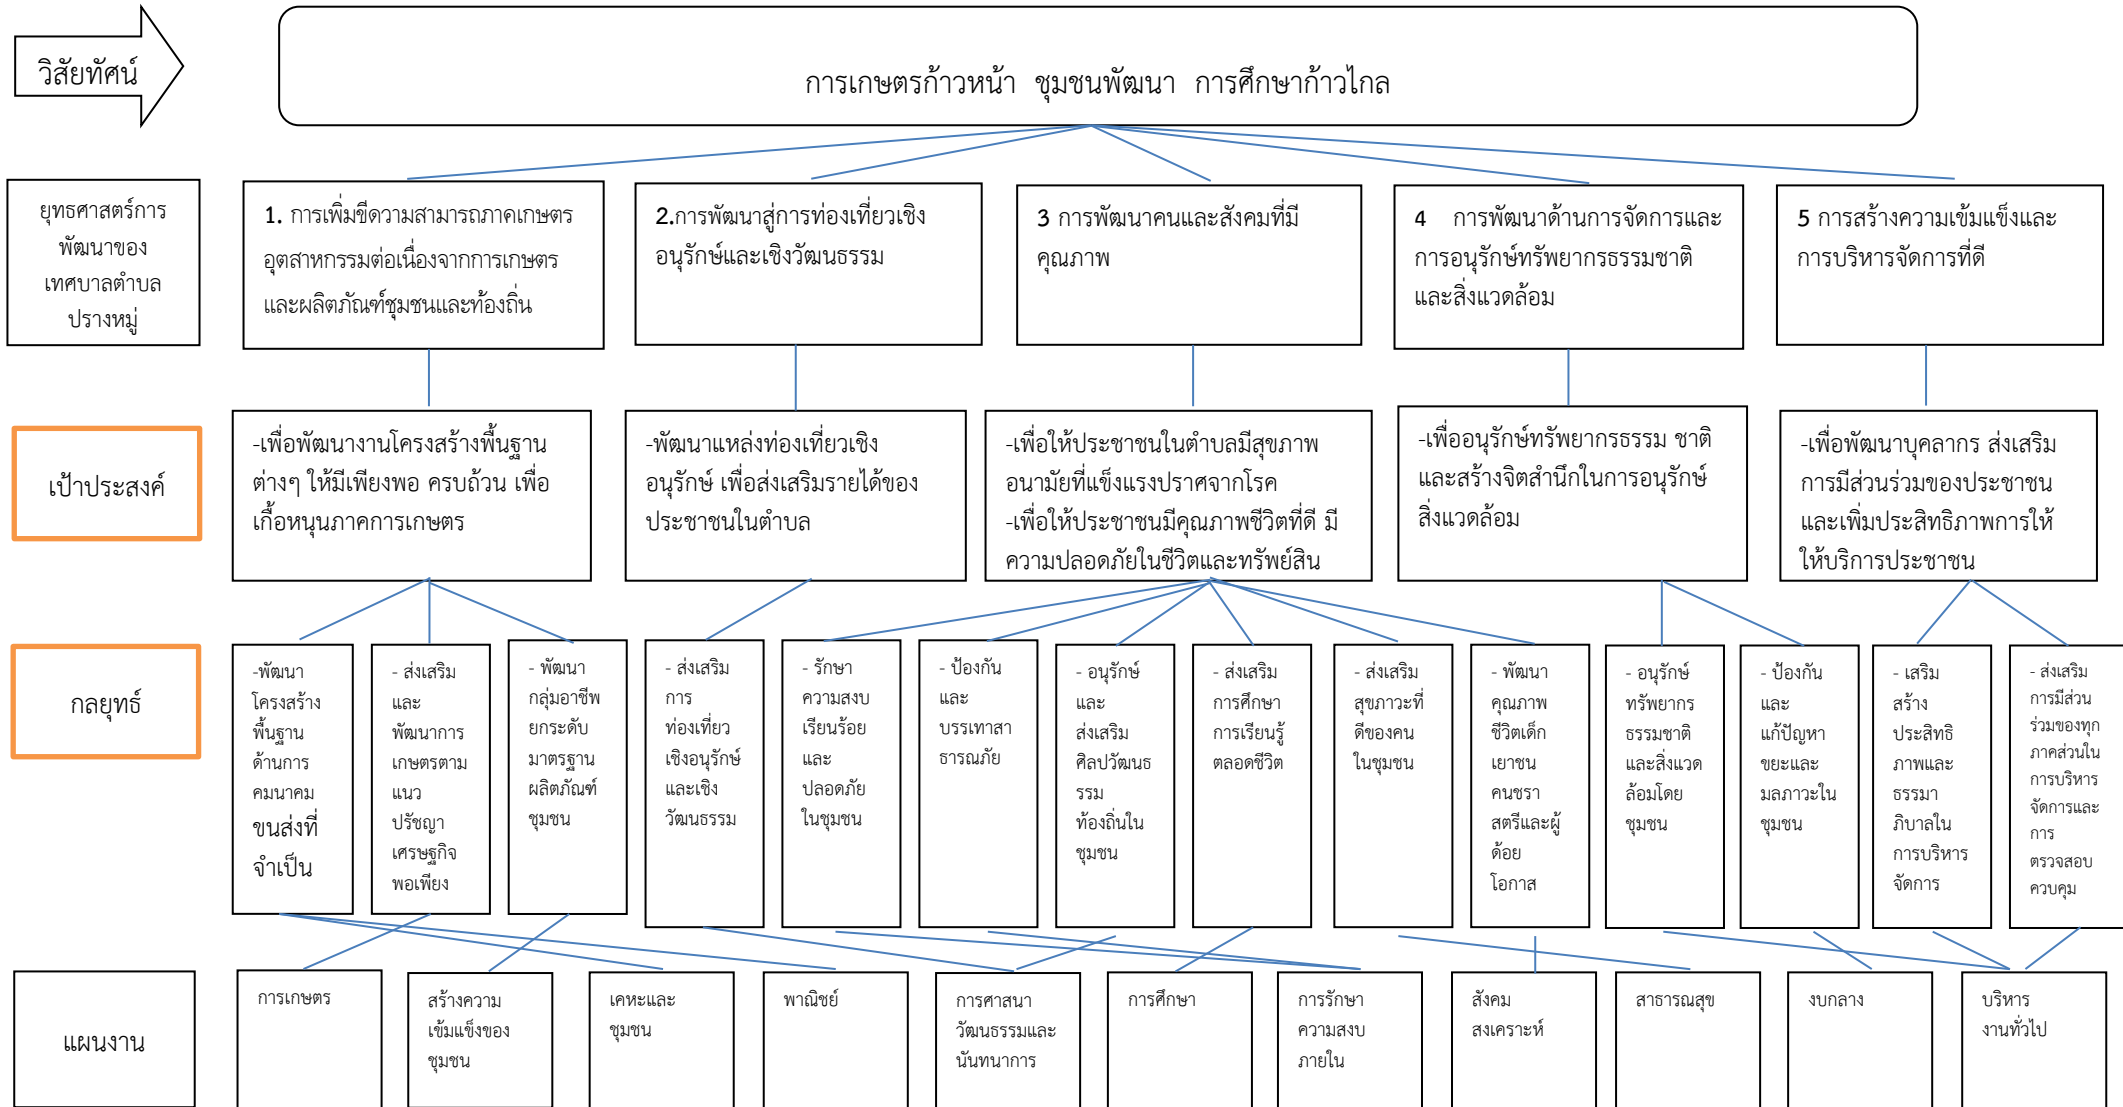 วิสัยทัศน์
การเกษตรก้าวหน้า ชุมชนพัฒนา การศึกษาก้าวไกล
ยุทธศาสตร์การ
พัฒนาของ
เทศบาลตำบล
ปรางหมู่
1. การเพิ่มขีดความสามารถภาคเกษตร
อุตสาหกรรมต่อเนื่องจากการเกษตร
และผลิตภัณฑ์ชุมชนและท้องถิ่น
2.การพัฒนาสู่การท่องเที่ยวเชิง
อนุรักษ์และเชิงวัฒนธรรม
3 การพัฒนาคนและสังคมที่มี
คุณภาพ
4 การพัฒนาด้านการจัดการและ
การอนุรักษ์ทรัพยากรธรรมชาติ
และสิ่งแวดล้อม
5 การสร้างความเข้มแข็งและ
การบริหารจัดการที่ดี
เป้าประสงค์
-เพื่อพัฒนางานโครงสร้างพื้นฐาน
ต่างๆ ให้มีเพียงพอ ครบถ้วน เพื่อ
เกื้อหนุนภาคการเกษตร
-พัฒนาแหล่งท่องเที่ยวเชิง
อนุรักษ์ เพื่อส่งเสริมรายได้ของ
ประชาชนในตำบล
-เพื่อให้ประชาชนในตำบลมีสุขภาพ
อนามัยที่แข็งแรงปราศจากโรค
-เพื่อให้ประชาชนมีคุณภาพชีวิตที่ดี มี
ความปลอดภัยในชีวิตและทรัพย์สิน
-เพื่ออนุรักษ์ทรัพยากรธรรม ชาติ
และสร้างจิตสำนึกในการอนุรักษ์
สิ่งแวดล้อม
-เพื่อพัฒนาบุคลากร ส่งเสริม
การมีส่วนร่วมของประชาชน
และเพิ่มประสิทธิภาพการให้
ให้บริการประชาชน
กลยุทธ์
-พัฒนา
โครงสร้าง
พื้นฐาน
ด้านการ
คมนาคม
ขนส่งที่
จำเป็น
- ส่งเสริม
และ
พัฒนาการ
เกษตรตาม
แนว
ปรัชญา
เศรษฐกิจ
พอเพียง
- พัฒนา
กลุ่มอาชีพ
ยกระดับ
มาตรฐาน
ผลิตภัณฑ์
ชุมชน
- ส่งเสริม
การ
ท่องเที่ยว
เชิงอนุรักษ์
และเชิง
วัฒนธรรม
- รักษา
ความสงบ
เรียนร้อย
และ
ปลอดภัย
ในชุมชน
- ป้องกัน
และ
บรรเทาสา
ธารณภัย
- อนุรักษ์
และ
ส่งเสริม
ศิลปวัฒนธ
รรม
ท้องถิ่นใน
ชุมชน
- ส่งเสริม
การศึกษา
การเรียนรู้
ตลอดชีวิต
- ส่งเสริม
สุขภาวะที่
ดีของคน
ในชุมชน
- พัฒนา
คุณภาพ
ชีวิตเด็ก
เยาชน
คนชรา
สตรีและผู้
ด้อย
โอกาส
- อนุรักษ์
ทรัพยากร
ธรรมชาติ
และสิ่งแวด
ล้อมโดย
ชุมชน
- ป้องกัน
และ
แก้ปัญหา
ขยะและ
มลภาวะใน
ชุมชน
- เสริม
สร้าง
ประสิทธิ
ภาพและ
ธรรมา
ภิบาลใน
การบริหาร
จัดการ
- ส่งเสริม
การมีส่วน
ร่วมของทุก
ภาคส่วนใน
การบริหาร
จัดการและ
การ
ตรวจสอบ
ควบคุม
แผนงาน
การเกษตร
สร้างความ
เข้มแข็งของ
ชุมชน
เคหะและ
ชุมชน
พาณิชย์
การศาสนา
วัฒนธรรมและ
นันทนาการ
การศึกษา
การรักษา
ความสงบ
ภายใน
สังคม
สงเคราะห์
สาธารณสุข
งบกลาง
บริหาร
งานทั่วไป